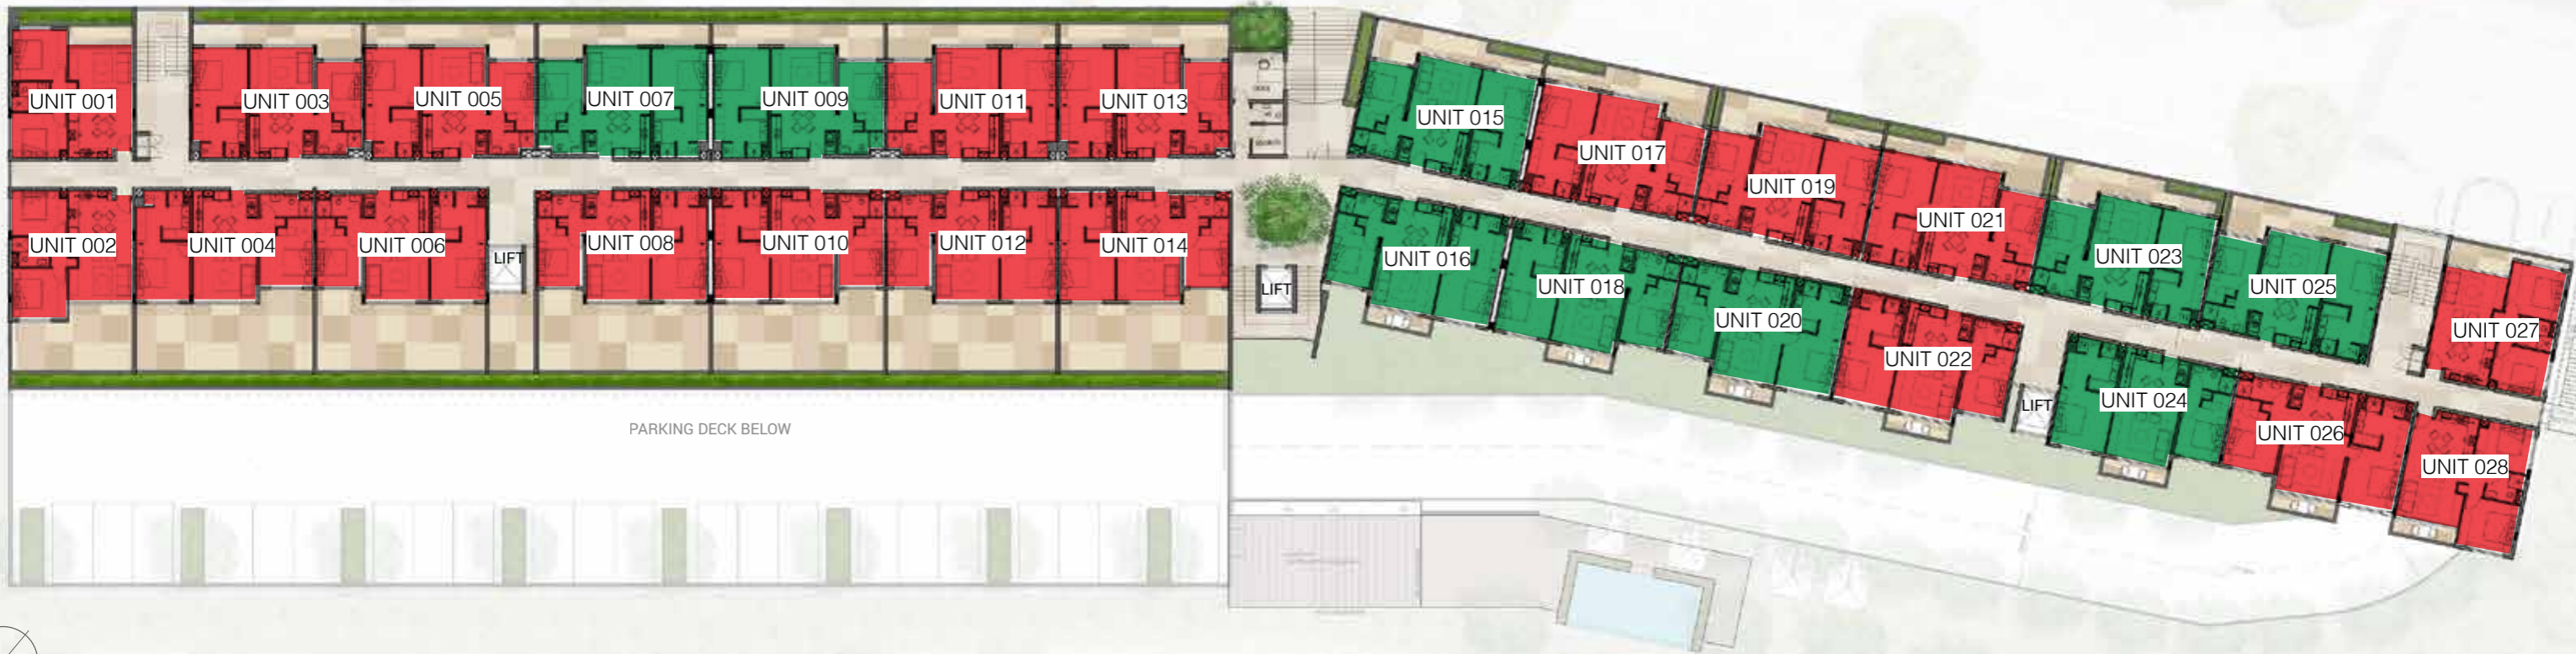 UNIT 001
UNIT 003
UNIT 005
UNIT 007
UNIT 009
UNIT 011
UNIT 013
UNIT 015
UNIT 017
UNIT 019
UNIT 021
UNIT 023
UNIT 025
UNIT 027
UNIT 002
UNIT 004
UNIT 006
LIFT
UNIT 008
UNIT 010
UNIT 012
UNIT 014
LIFT
UNIT 016
UNIT 018
UNIT 020
UNIT 022
LIFT
UNIT 024
UNIT 026
UNIT 028
PARKING DECK BELOW